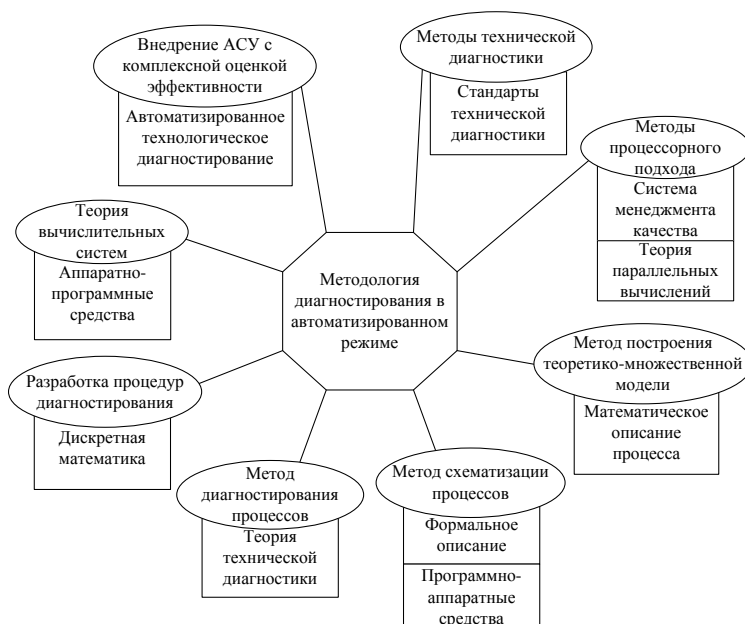 Внедрение АСУ с
комплексной оценкой
эффективности
Автоматизированное
технологическое
диагностирование
Методы технической
диагностики
Стандарты
технической
диагностики
Методы
процессорного
подхода
Система
менеджмента
качества
Теория
параллельных
вычислений
Теория
вычислительных
систем
Аппаратно-
программные
средства
Методология
диагностирования в
автоматизированном
режиме
Метод построения
теоретико-множественной
модели
Математическое
описание
процесса
Разработка процедур
диагностирования
Дискретная
математика
Метод
диагностирования
процессов
Теория
технической
диагностики
Метод схематизации
процессов
Формальное
описание
Программно-
аппаратные
средства